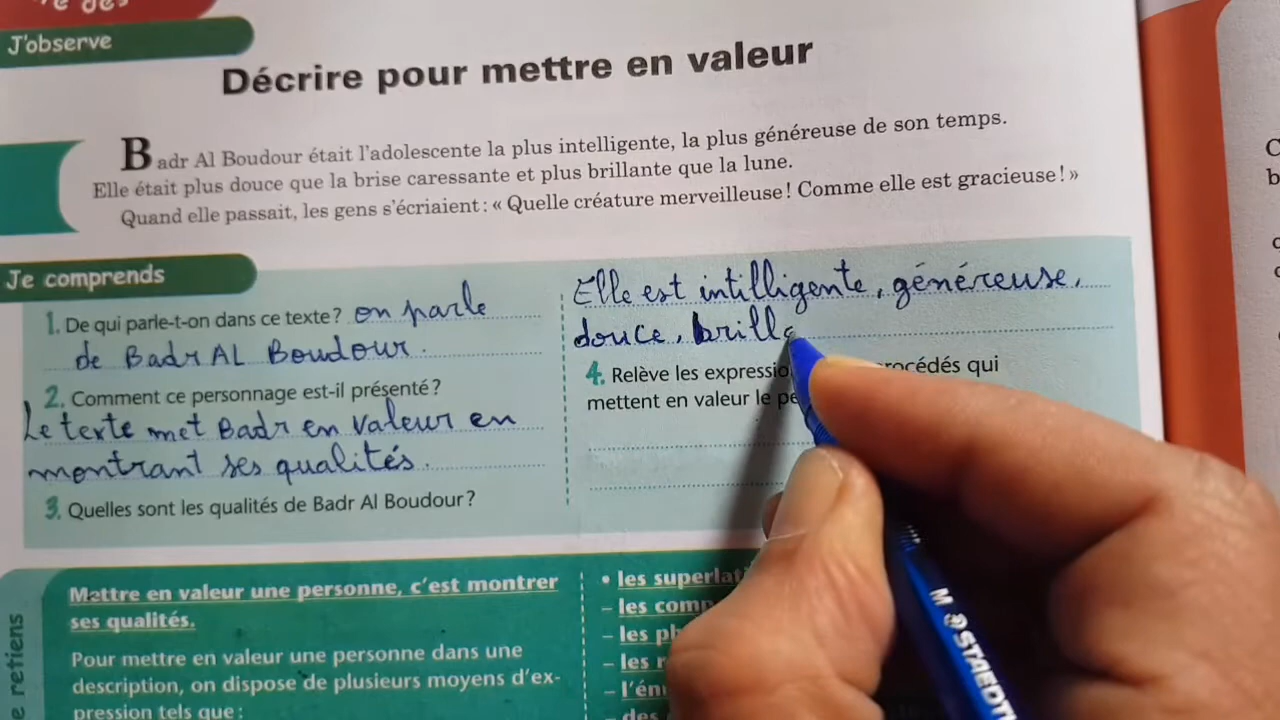 J'observe
Décrire pour mettre en valeur
Badr Al Boudour était l'adolescente la plus intelligente, la plus généreuse de son temps.
Elle était plus douce que la brise caressante et plus brillante que la lune.
Quand elle passait, les gens s'écriaient : « Quelle créature merveilleuse ! Comme elle est gracieuse ! »
Je comprends
1. De qui parle-t-on dans ce texte ? on parle
de Badr AL Boudour.
2. Comment ce personnage est-il présenté ?
Le texte met Badr en valeur en
montrant ses qualités.
3. Quelles sont les qualités de Badr Al Boudour ?
Elle est intilligente, généreuse,
douce, brilla
4. Relève les expressio rocédés qui
mettent en valeur le pe
retiens
Mettre en valeur une personne, c'est montrer
ses qualités.
Pour mettre en valeur une personne dans une
description, on dispose de plusieurs moyens d'ex-
pression tels que :
• les superlat
– les comp
– les ph
– les r
– l'én
– des
M STAEDT